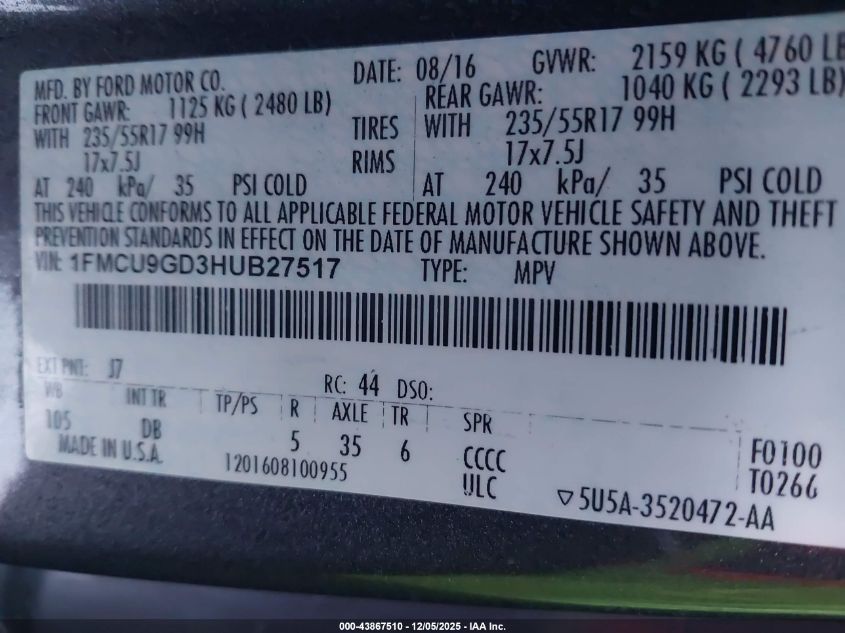 MFD. BY FORD MOTOR CO. DATE: 08/16 GVWR: 2159 KG ( 4760 LB
FRONT GAWR: 1125 KG ( 2480 LB) REAR GAWR: 1040 KG ( 2293 LB)
WITH 235/55R17 99H TIRES WITH 235/55R17 99H
17x7.5J RIMS 17x7.5J
AT 240 kPa/ 35 PSI COLD AT 240 kPa/ 35 PSI COLD
THIS VEHICLE CONFORMS TO ALL APPLICABLE FEDERAL MOTOR VEHICLE SAFETY AND THEFT
PREVENTION STANDARDS IN EFFECT ON THE DATE OF MANUFACTURE SHOWN ABOVE.
VIN: 1FMCU9GD3HUB27517 TYPE: MPV
EXT PNT: J7 RC: 44 DSO:
WB INT TR TP/PS R AXLE TR SPR
105 DB 5 35 6 CCCC F0100
MADE IN U.S.A. 1201608100955 ULC T0266
▽5U5A-3520472-AA
000-43867510 - 12/05/2025 - IAA Inc.